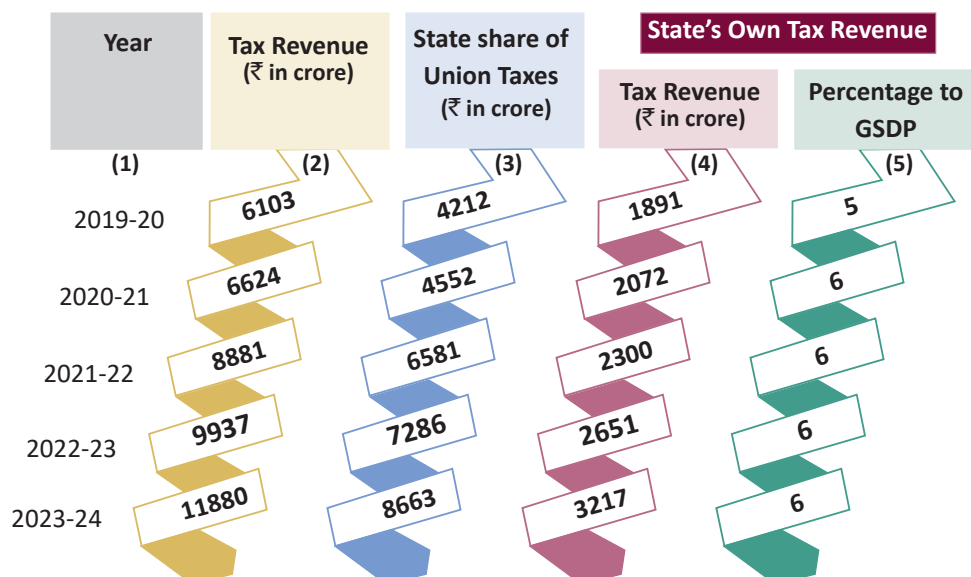 Year
Tax Revenue
(₹ in crore)
State share of
Union Taxes
(₹ in crore)
State's Own Tax Revenue
Tax Revenue
(₹ in crore)
Percentage to
GSDP
(1) (2) (3) (4) (5)
2019-20 6103 4212 1891 5
2020-21 6624 4552 2072 6
2021-22 8881 6581 2300 6
2022-23 9937 7286 2651 6
2023-24 11880 8663 3217 6